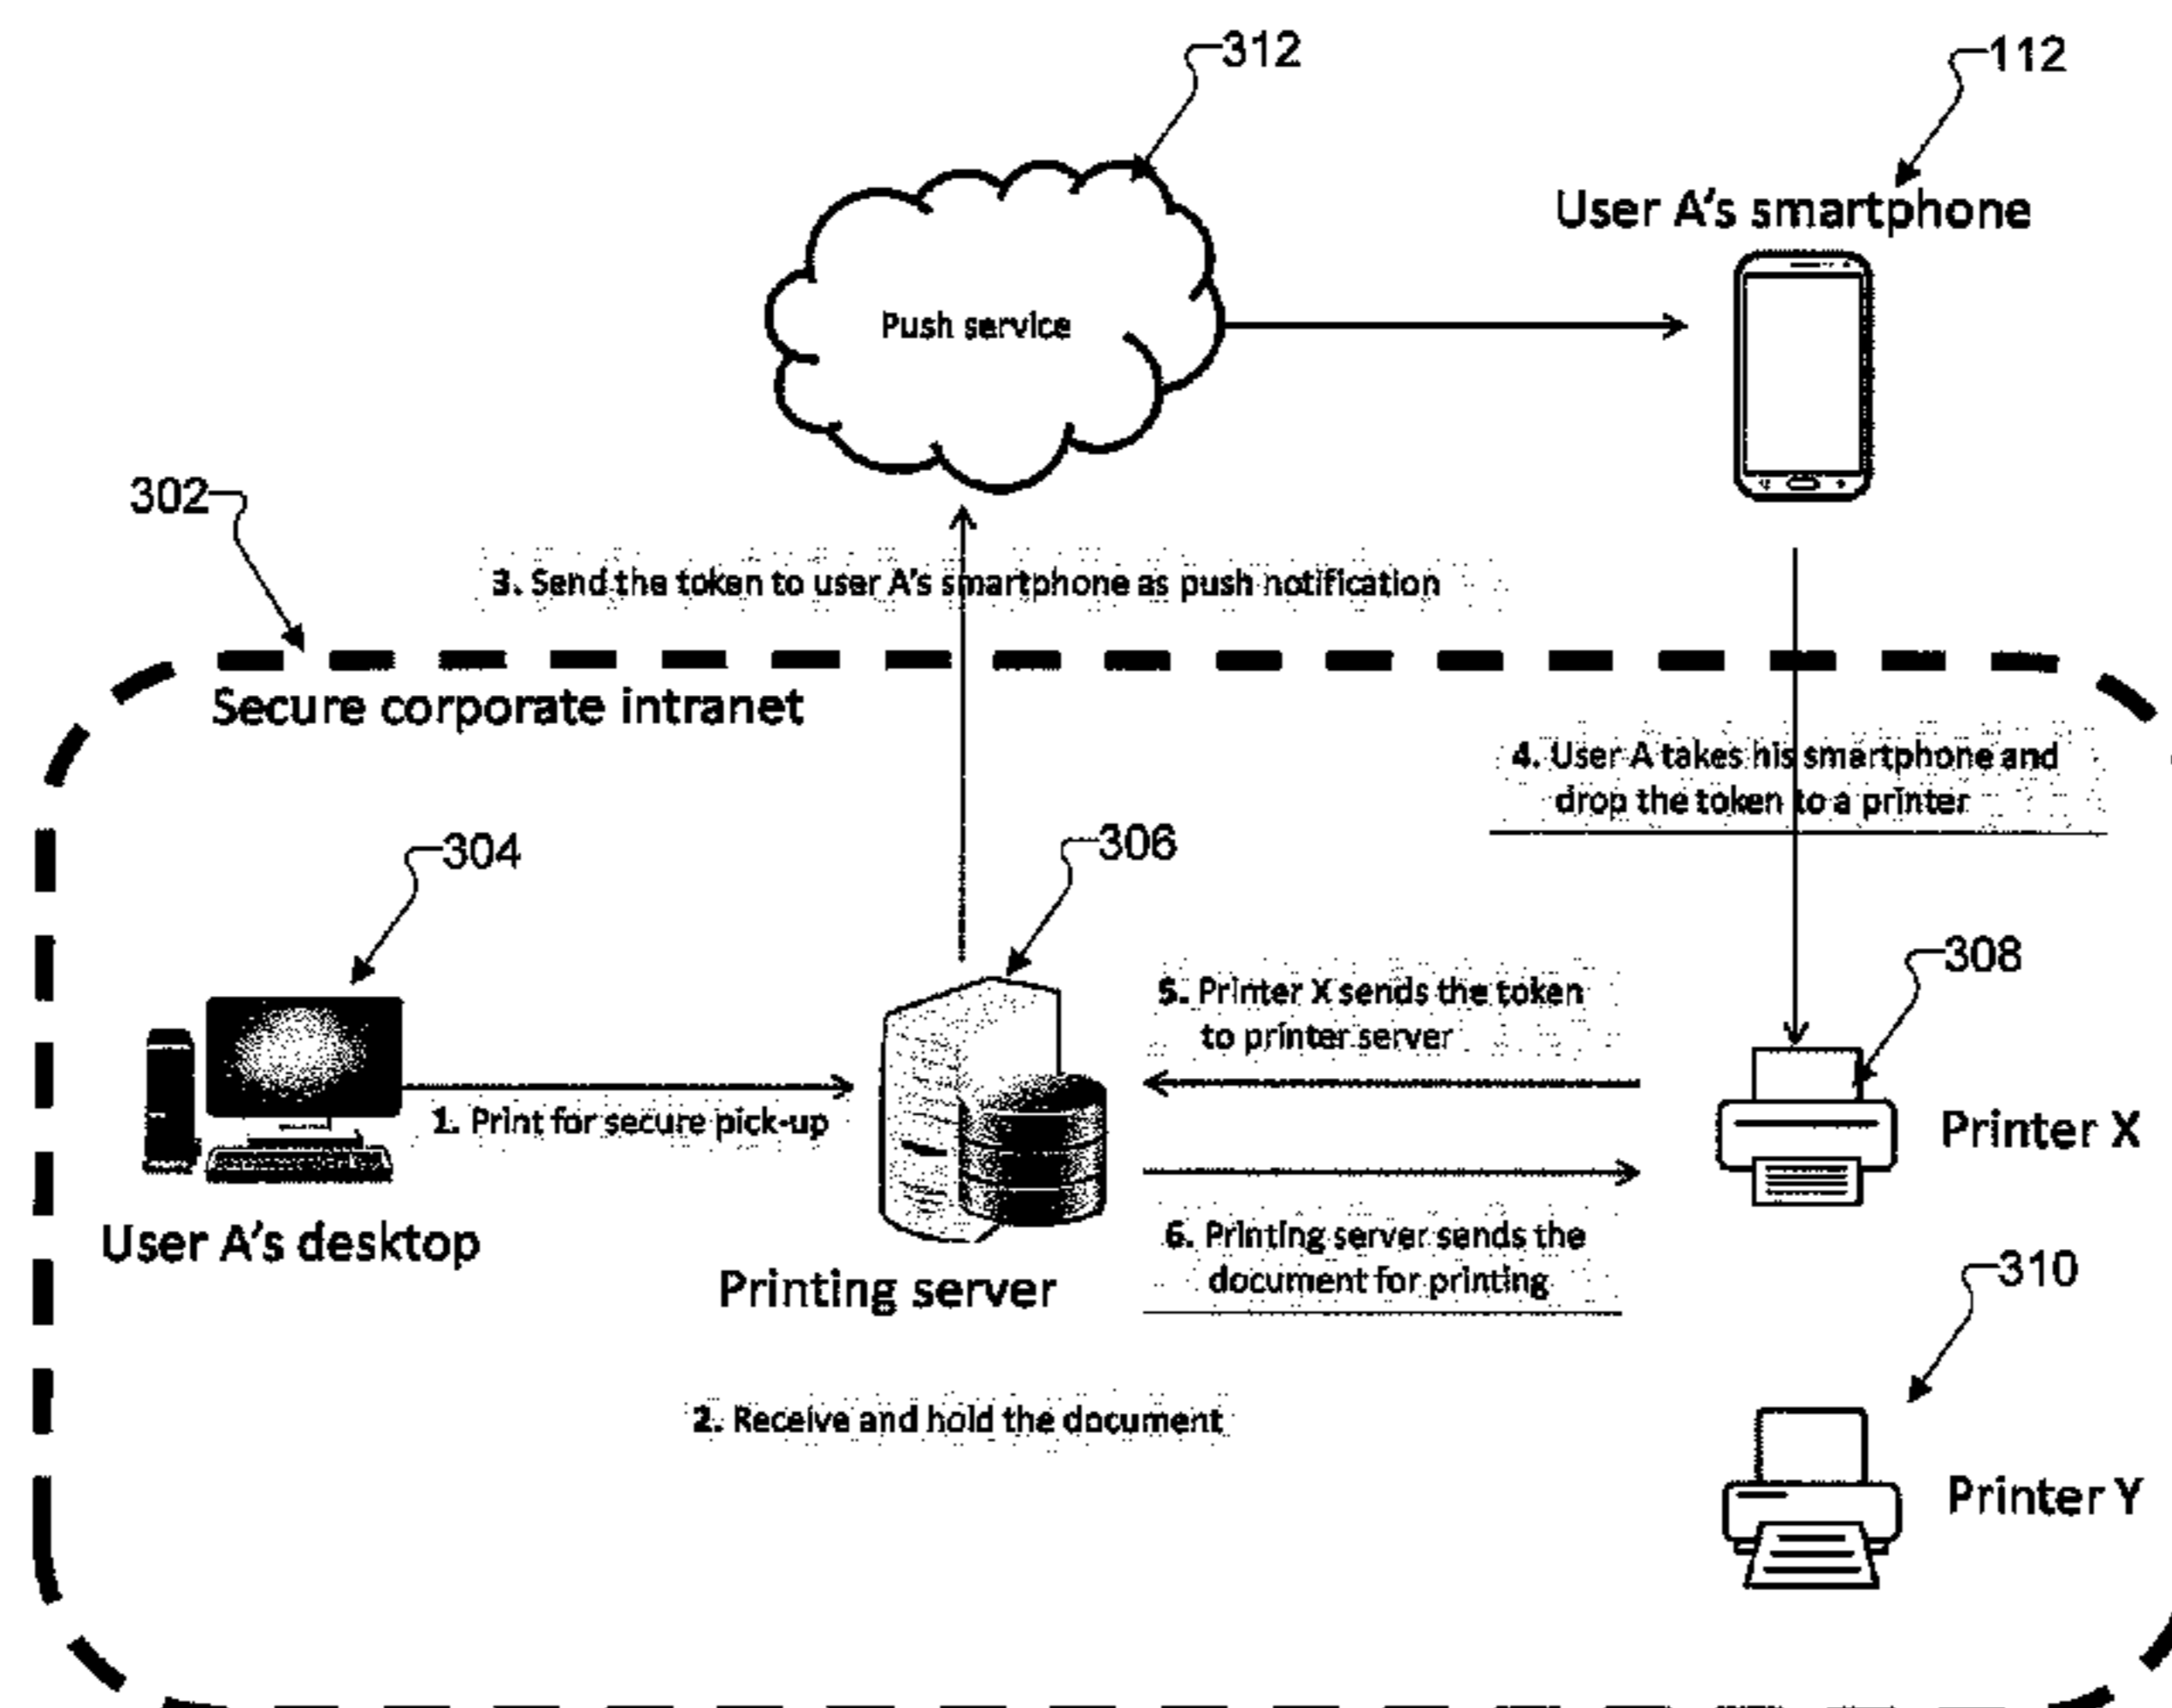 312
112
User A's smartphone
Push service
302
3. Send the token to user A's smartphone as push notification
Secure corporate intranet
4. User A takes his smartphone and
drop the token to a printer
304
306
308
5. Printer X sends the token
to printer server
1. Print for secure pick-up
Printer X
User A's desktop
6. Printing server sends the
document for printing
Printing server
310
2. Receive and hold the document
Printer Y